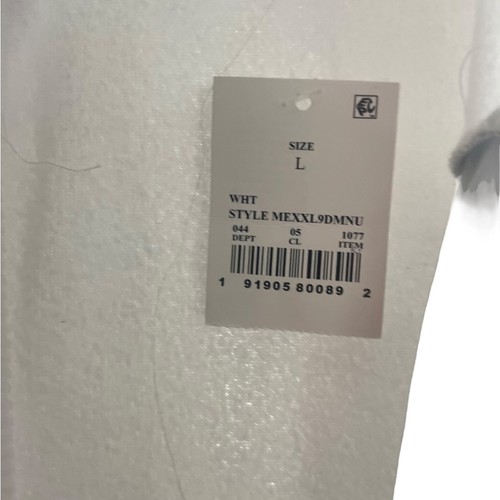 SIZE
L
WHT
STYLE MEXXL9DMNU
044 05 1077
DEPT CL ITEM
1 91905 80089 2